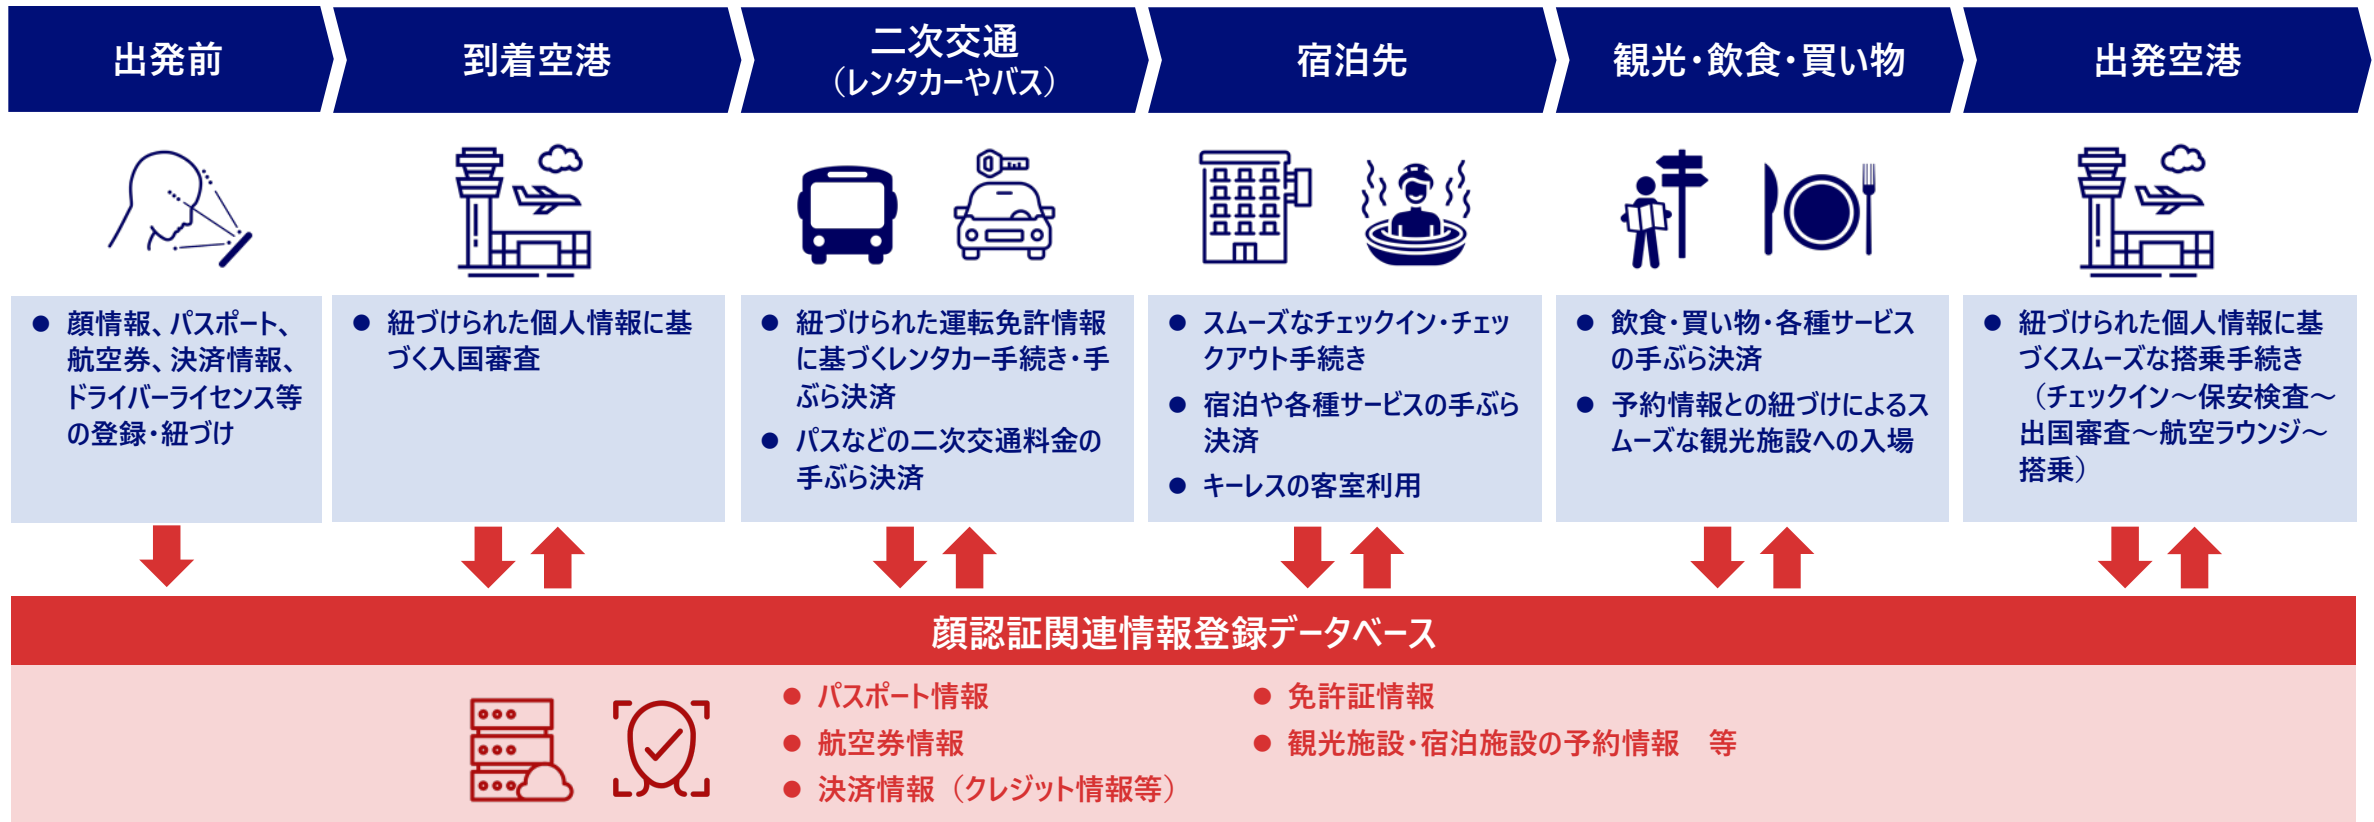 出発前
到着空港
二次交通
（レンタカーやバス）
宿泊先
観光・飲食・買い物
出発空港
● 顔情報、パスポート、
航空券、決済情報、
ドライバーライセンス等
の登録・紐づけ
● 紐づけられた個人情報に基
づく入国審査
● 紐づけられた運転免許情報
に基づくレンタカー手続き・手
ぶら決済
● バスなどの二次交通料金の
手ぶら決済
● スムーズなチェックイン・チェッ
クアウト手続き
● 宿泊や各種サービスの手ぶら
決済
● キーレスの客室利用
● 飲食・買い物・各種サービス
の手ぶら決済
● 予約情報との紐づけによるス
ムーズな観光施設への入場
● 紐づけられた個人情報に基
づくスムーズな搭乗手続き
（チェックイン～保安検査～
出国審査～航空ラウンジ～
搭乗）
顔認証関連情報登録データベース
● パスポート情報
● 航空券情報
● 決済情報（クレジット情報等）
● 免許証情報
● 観光施設・宿泊施設の予約情報　等